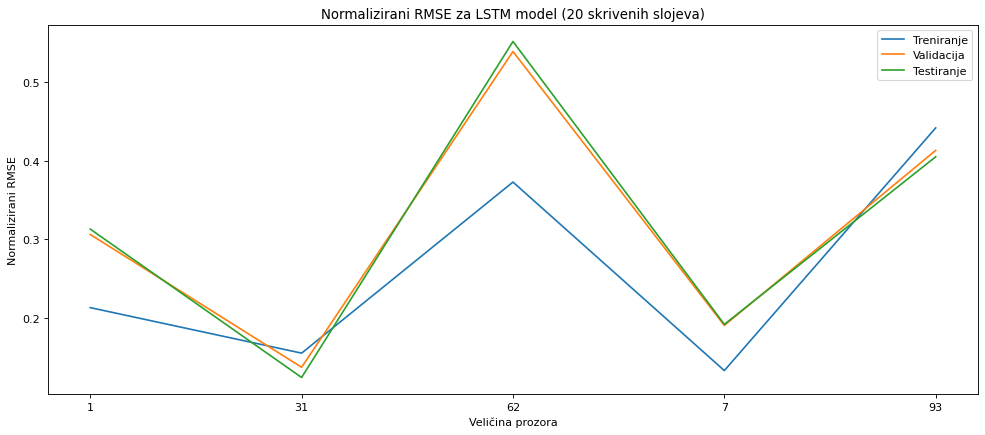 Normalizirani RMSE za LSTM model (20 skrivenih slojeva)
Treniranje
Validacija
Testiranje
Normalizirani RMSE
0.5
0.4
0.3
0.2
1 31 62 7 93
Veličina prozora